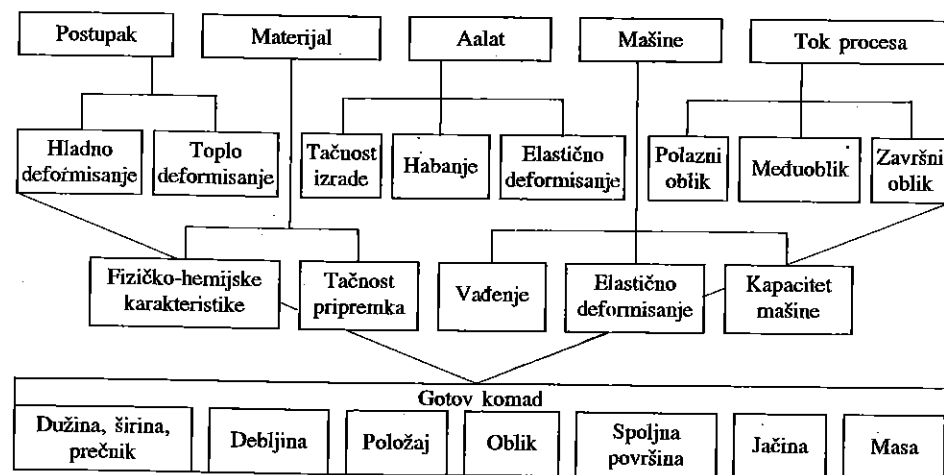 Postupak
Materijal
Aalat
Mašine
Tok procesa
Hladno
deformisanje
Toplo
deformisanje
Tačnost
izrade
Habanje
Elastično
deformisanje
Polazni
oblik
Međuoblik
Završni
oblik
Fizičko-hemijske
karakteristike
Tačnost
pripremka
Vađenje
Elastično
deformisanje
Kapacitet
mašine
Gotov komad
Dužina, širina,
prečnik
Debljina
Položaj
Oblik
Spoljna
površina
Jačina
Masa